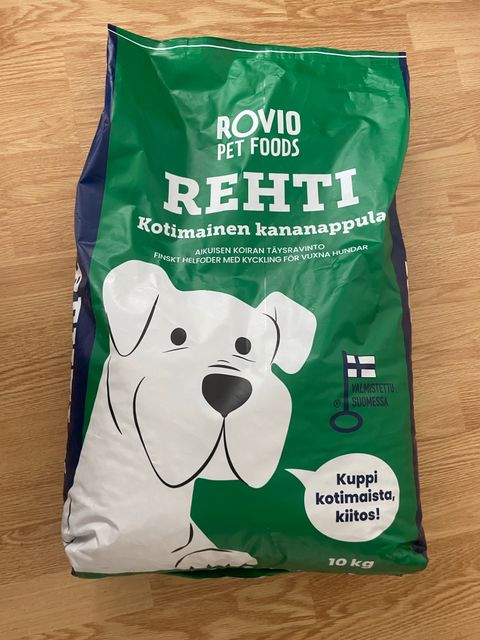 ROVIO
PET FOODS
REHTI
Kotimainen kananappula
AIKUISEN KOIRAN TÄYSRAVINTO
FINSKT HELFODER MED KYCKLING FÖR VUXNA HUNDAR
VALMISTETTU
® SUOMESSA
Kuppi
kotimaista,
kiitos!
10 kg